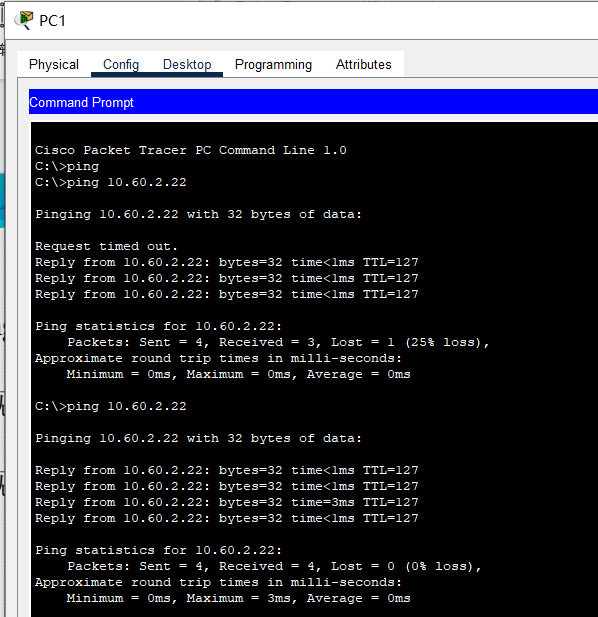 PC1
Physical Config Desktop Programming Attributes
Command Prompt
Cisco Packet Tracer PC Command Line 1.0
C:\>ping
C:\>ping 10.60.2.22
Pinging 10.60.2.22 with 32 bytes of data:
Request timed out.
Reply from 10.60.2.22: bytes=32 time<1ms TTL=127
Reply from 10.60.2.22: bytes=32 time<1ms TTL=127
Reply from 10.60.2.22: bytes=32 time<1ms TTL=127
Ping statistics for 10.60.2.22:
Packets: Sent = 4, Received = 3, Lost = 1 (25% loss),
Approximate round trip times in milli-seconds:
Minimum = 0ms, Maximum = 0ms, Average = 0ms
C:\>ping 10.60.2.22
Pinging 10.60.2.22 with 32 bytes of data:
Reply from 10.60.2.22: bytes=32 time<1ms TTL=127
Reply from 10.60.2.22: bytes=32 time<1ms TTL=127
Reply from 10.60.2.22: bytes=32 time=3ms TTL=127
Reply from 10.60.2.22: bytes=32 time<1ms TTL=127
Ping statistics for 10.60.2.22:
Packets: Sent = 4, Received = 4, Lost = 0 (0% loss),
Approximate round trip times in milli-seconds:
Minimum = 0ms, Maximum = 3ms, Average = 0ms